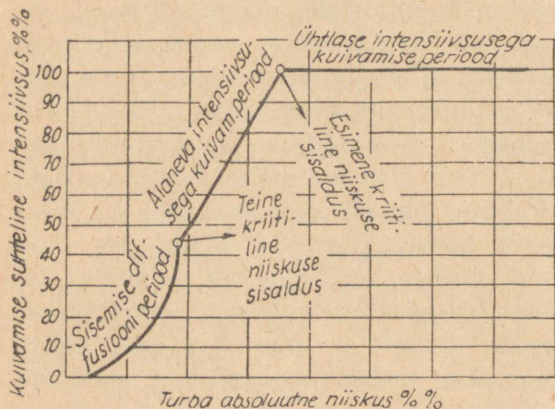 Kuivamise suhteline intensiivsus, %%
100
80
80
70
60
50
40
30
20
10
0
Ühtlase intensiivsusega
kuivamise periood
Alaneva intensiivsu-
sega kuivam. periood
Esimene kriiti-
line niiskuse
sisaldus
Teine
kriiti-
line
niiskuse
sisaldus
Sisemise dif-
fusiooni periood
Turba absoluutne niiskus %%